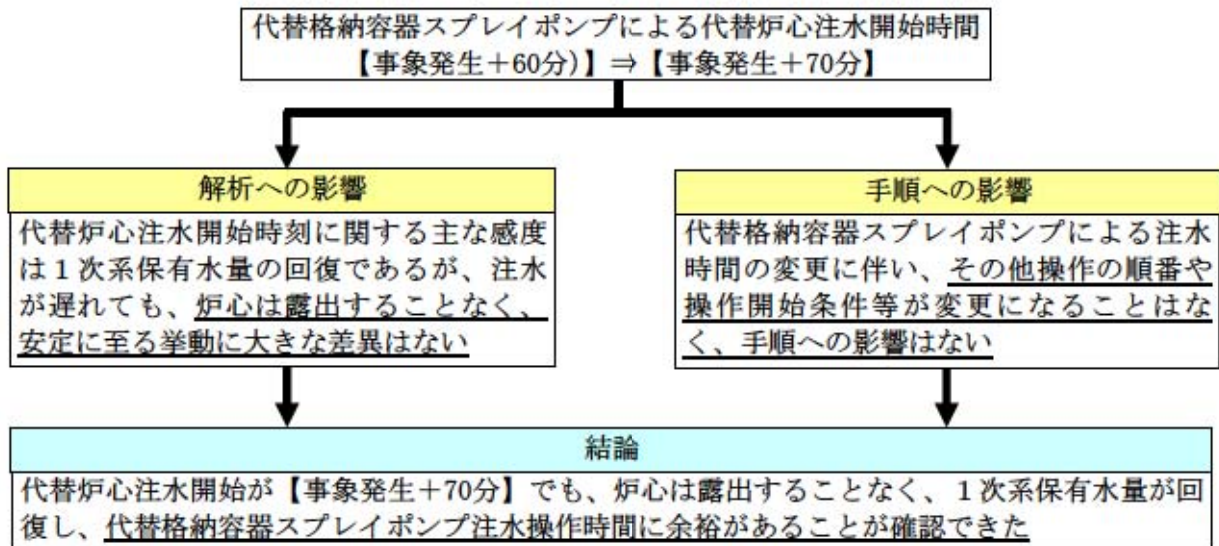 代替格納容器スプレイポンプによる代替炉心注水開始時間
【事象発生+60分)】⇒【事象発生+70分】
解析への影響
代替炉心注水開始時刻に関する主な感度
は1次系保有水量の回復であるが、注水
が遅れても、炉心は露出することなく、
安定に至る挙動に大きな差異はない
手順への影響
代替格納容器スプレイポンプによる注水
時間の変更に伴い、その他操作の順番や
操作開始条件等が変更になることはな
く、手順への影響はない
結論
代替炉心注水開始が【事象発生+70分】でも、炉心は露出することなく、1次系保有水量が回
復し、代替格納容器スプレイポンプ注水操作時間に余裕があることが確認できた